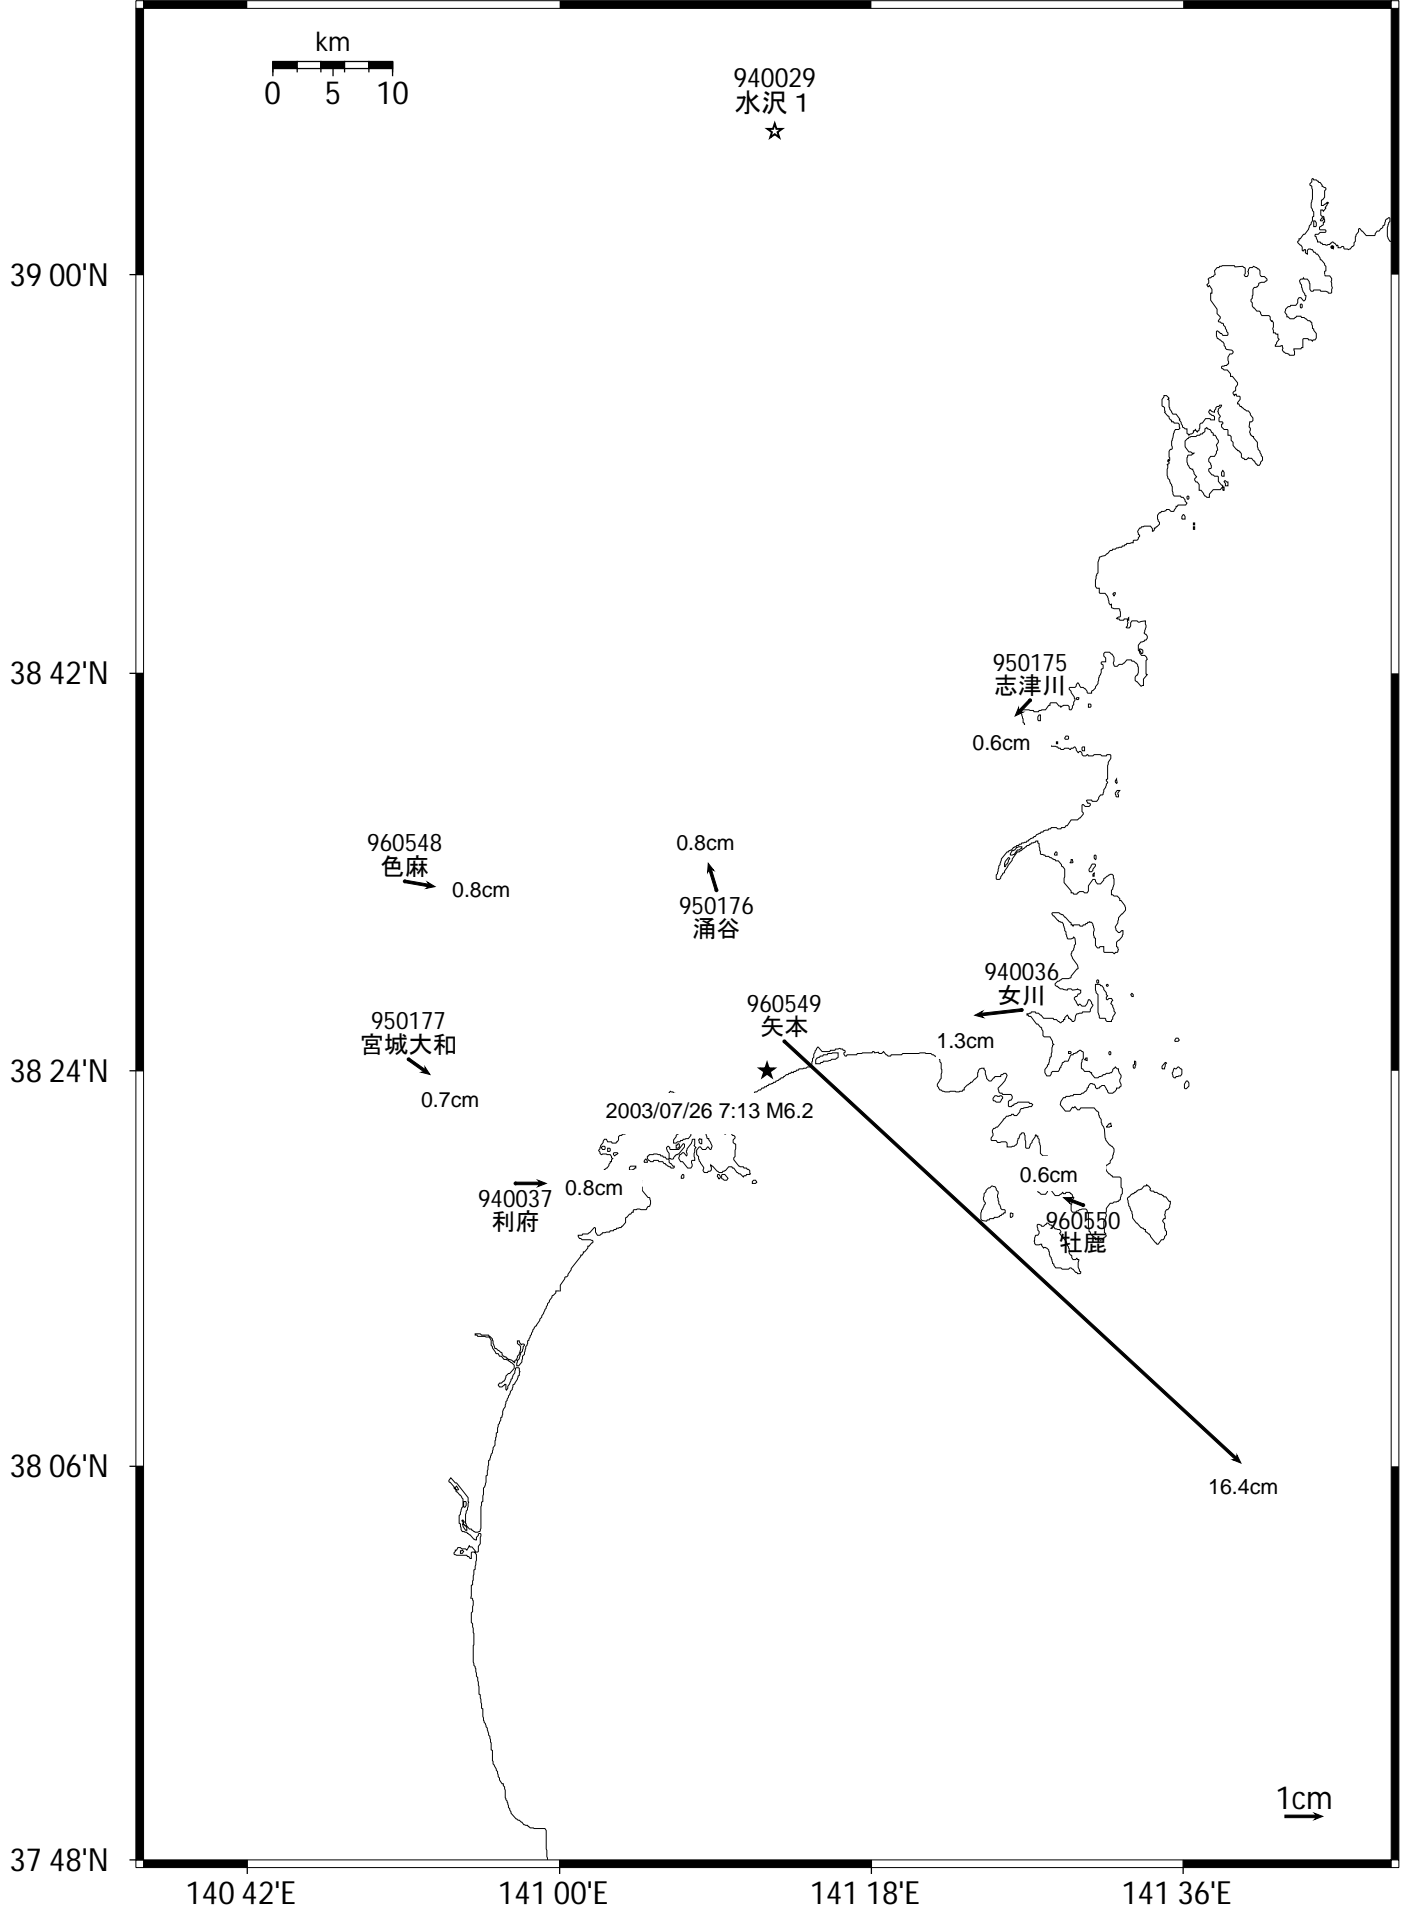 km
0 5 10
940029
水沢１
39 00'N
38 42'N
950175
志津川
0.6cm
960548
色麻
0.8cm
0.8cm
950176
涌谷
940036
女川
1.3cm
960549
矢本
950177
宮城大和
0.7cm
38 24'N
2003/07/26 7:13 M6.2
0.6cm
960550
牡鹿
0.8cm
940037
利府
38 06'N
16.4cm
1cm
37 48'N
140 42'E
141 00'E
141 18'E
141 36'E